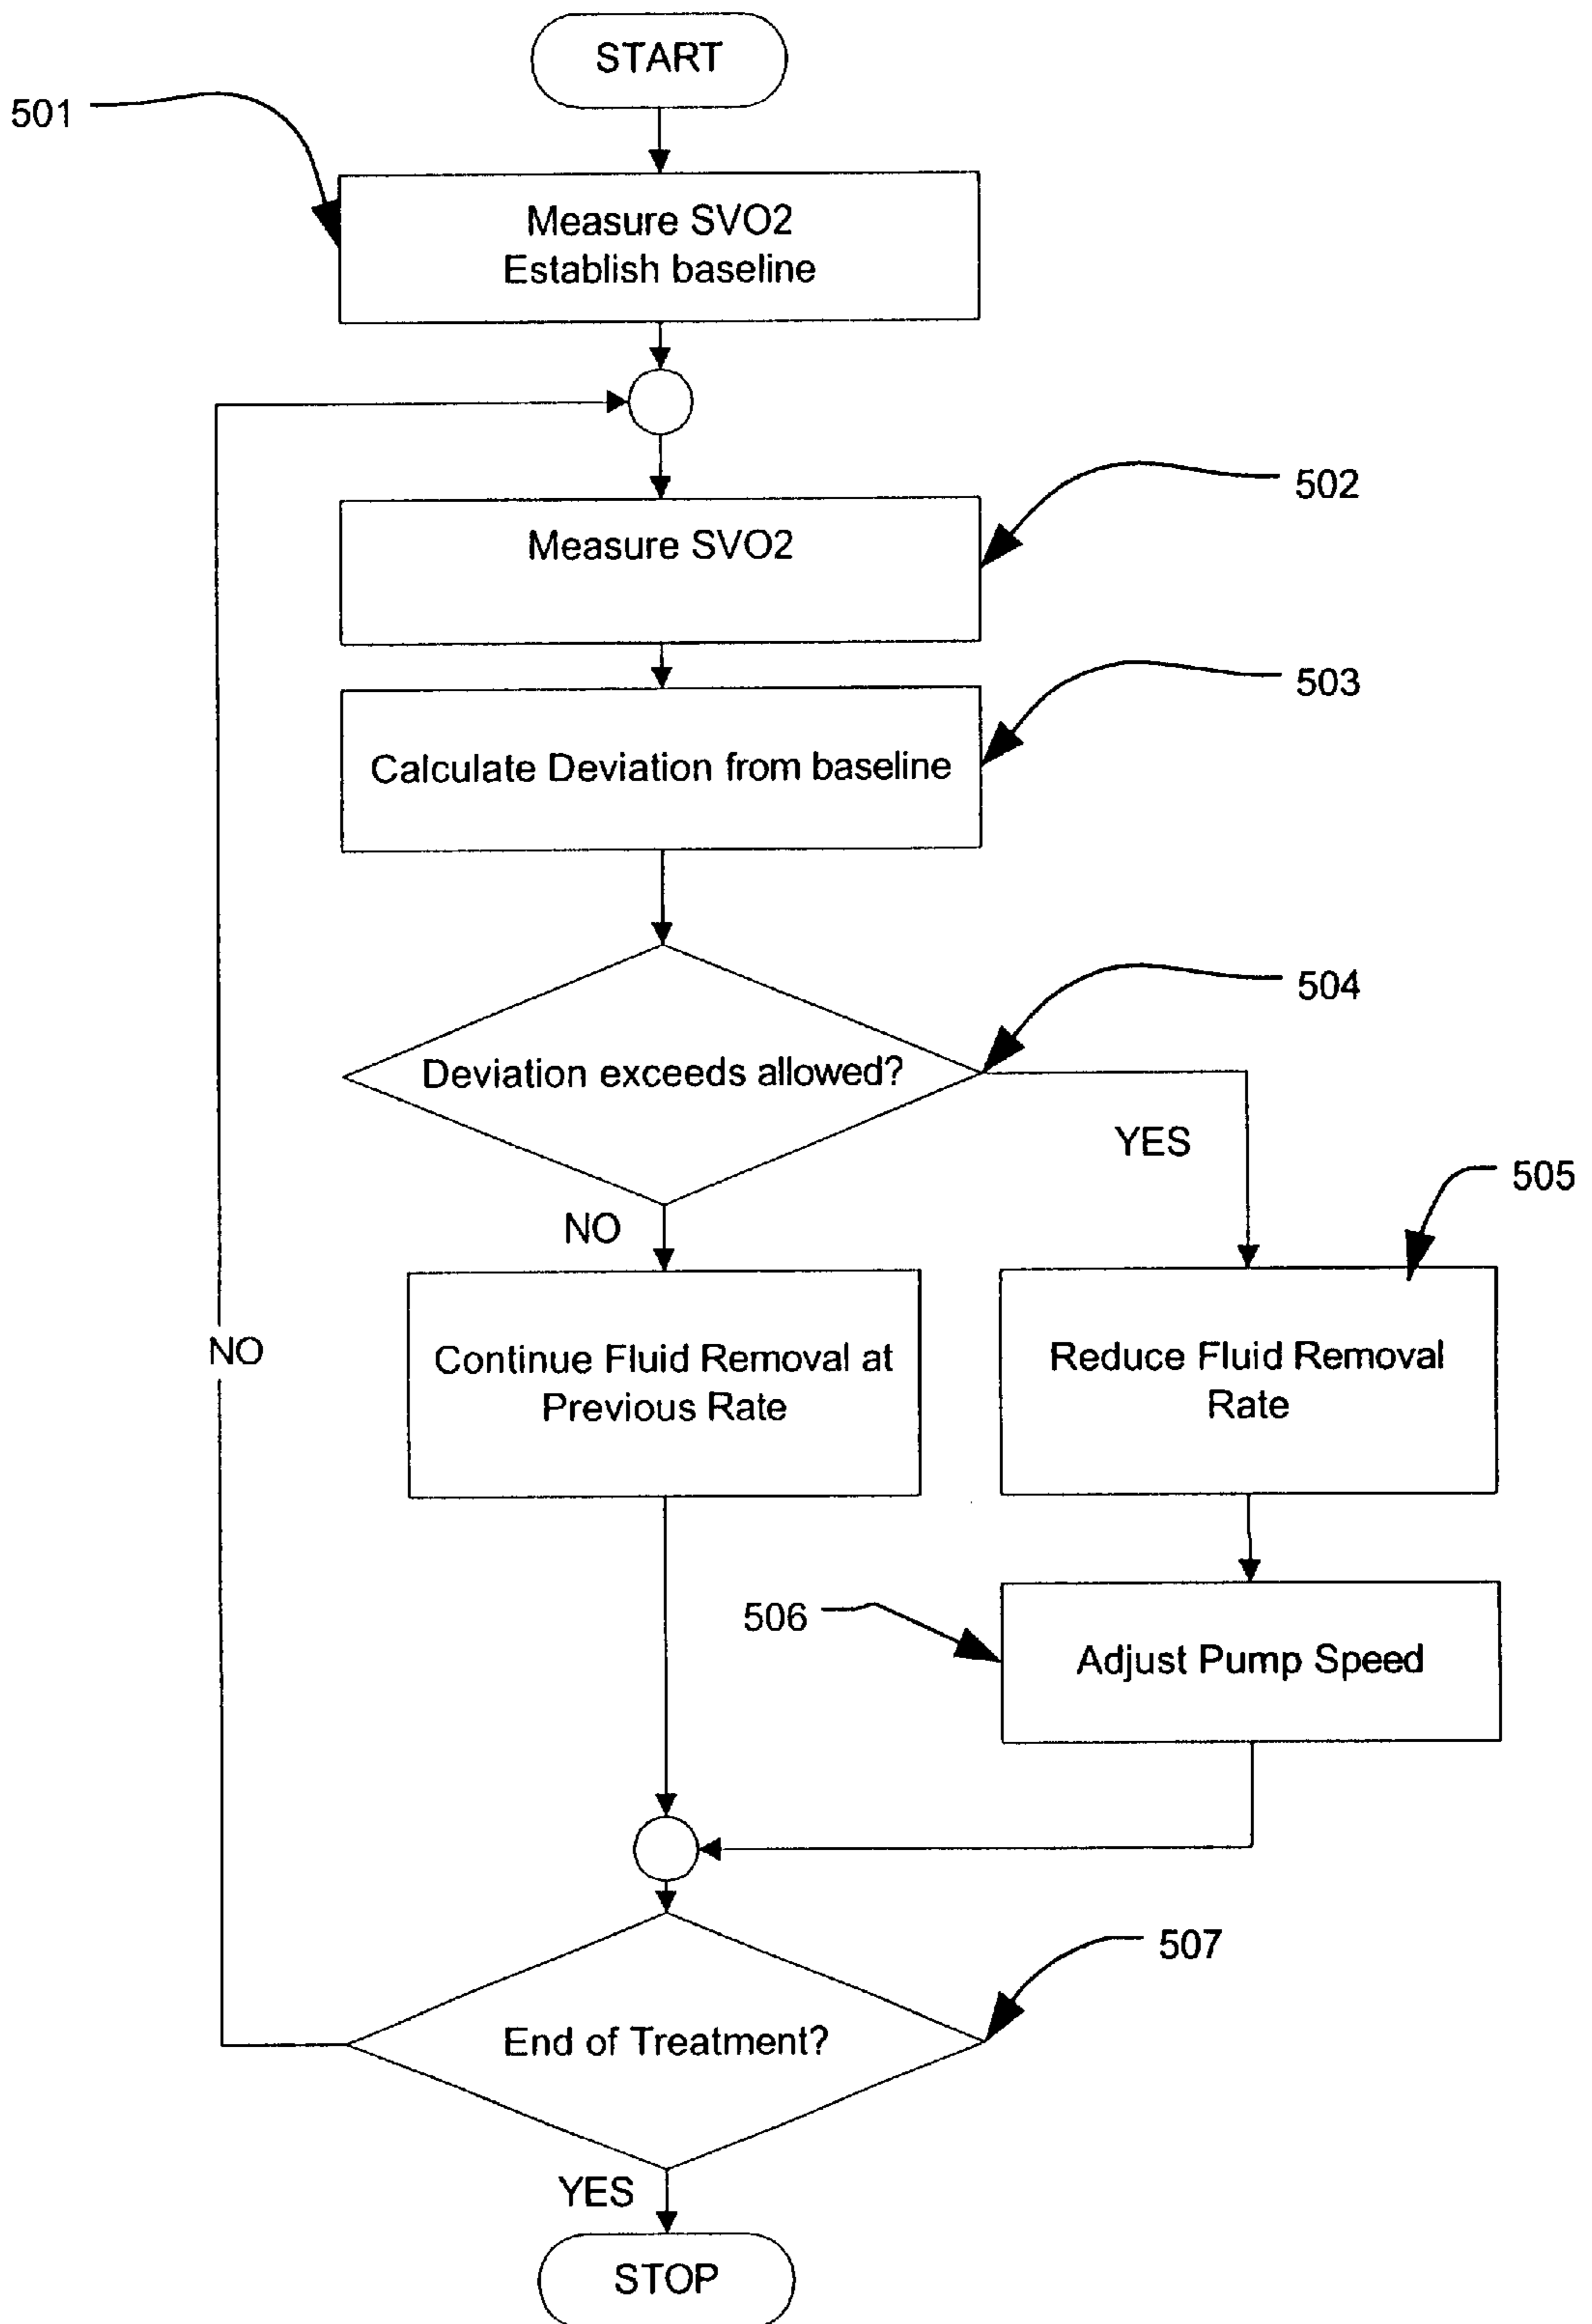 START
501
Measure SVO2
Establish baseline
502
Measure SVO2
503
Calculate Deviation from baseline
504
Deviation exceeds allowed?
YES
505
NO
NO
Continue Fluid Removal at
Previous Rate
Reduce Fluid Removal
Rate
506
Adjust Pump Speed
507
End of Treatment?
YES
STOP